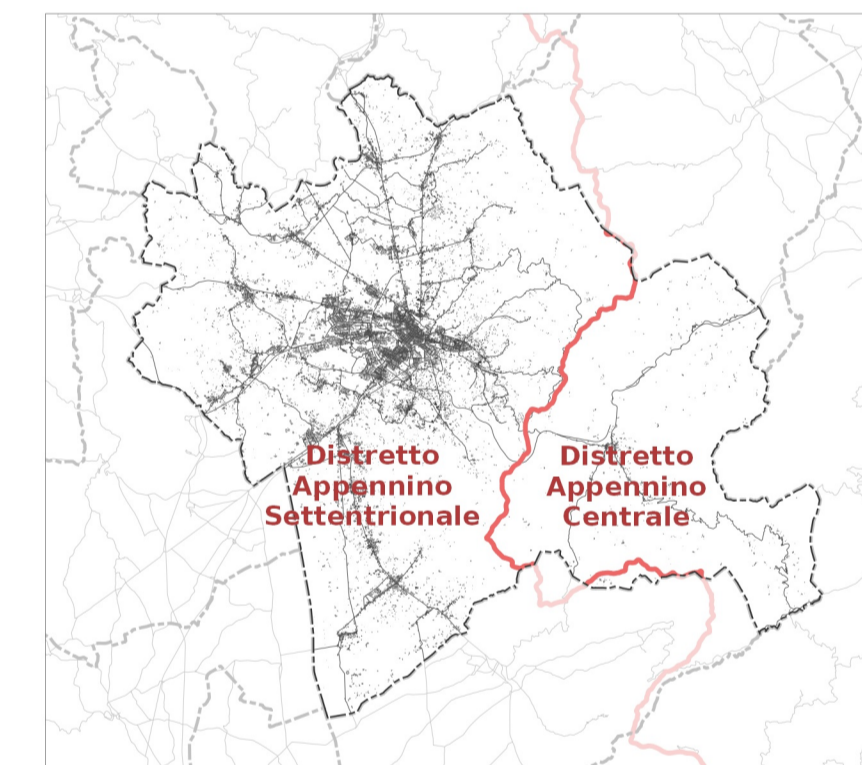 Distretto
Appennino
Settentrionale
Distretto
Appennino
Centrale